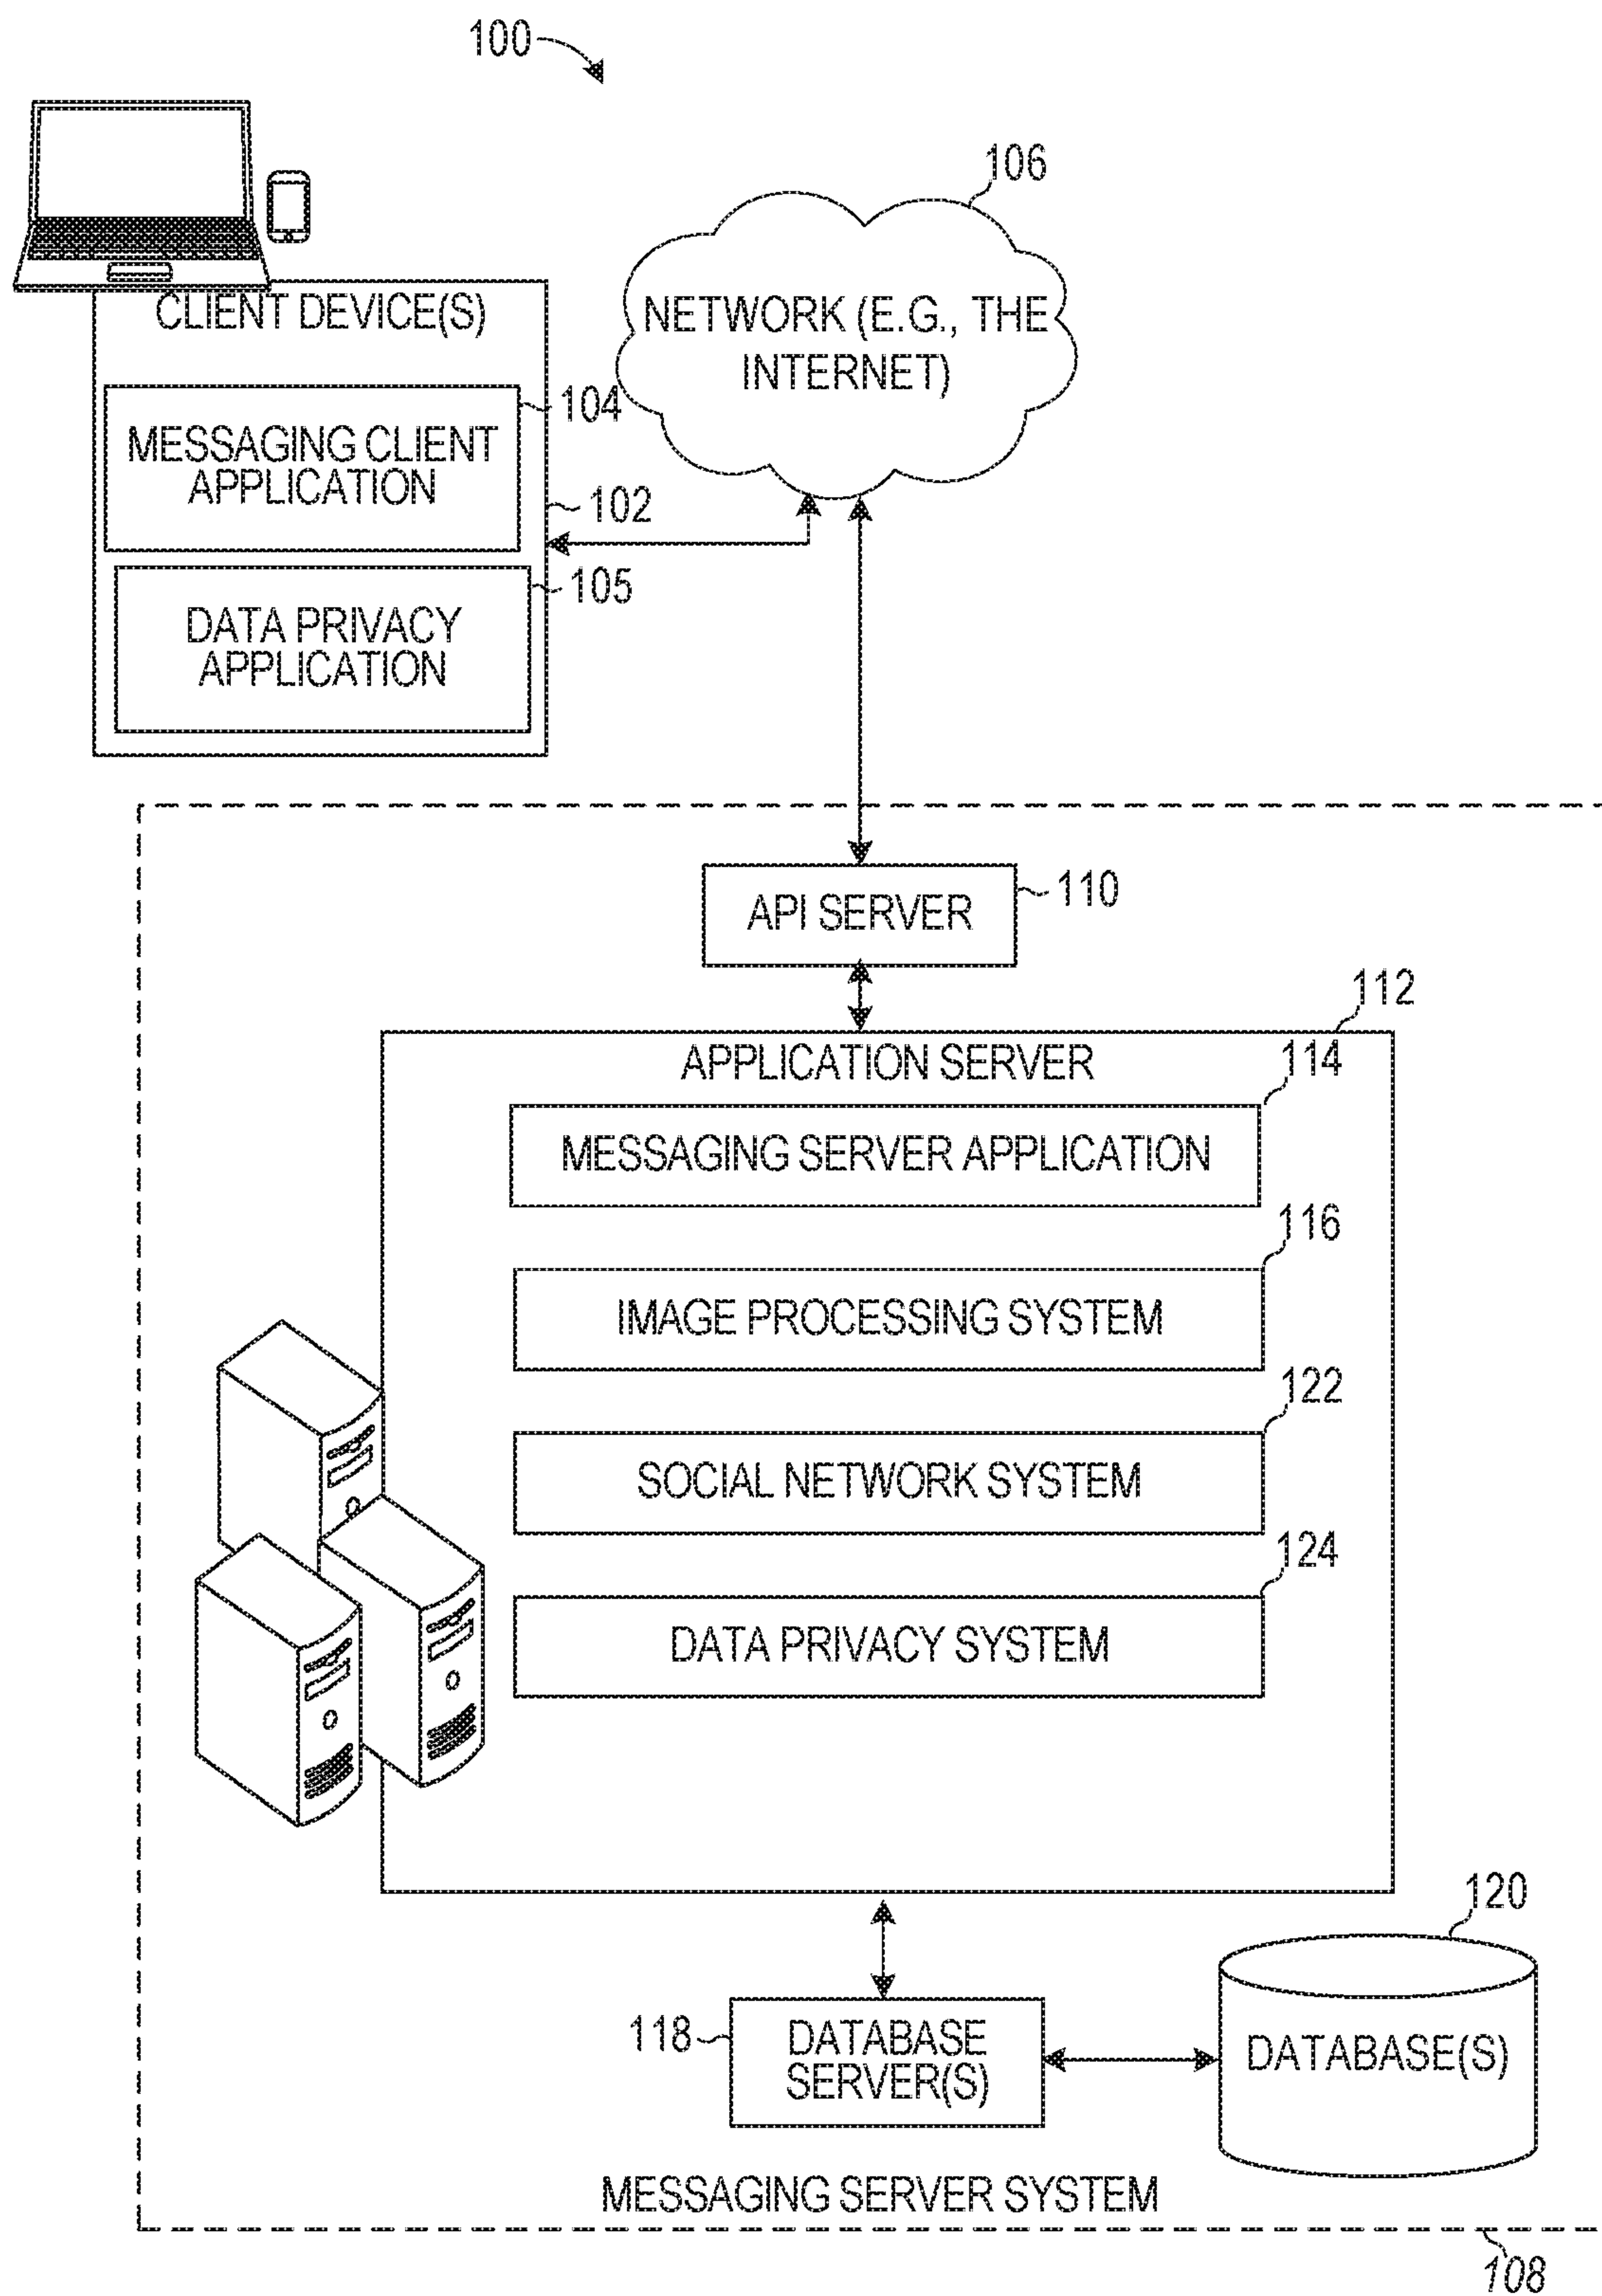 100
106
CLIENT DEVICE(S)
NETWORK (E.G., THE
INTERNET)
104
MESSAGING CLIENT
APPLICATION
102
105
DATA PRIVACY
APPLICATION
API SERVER
110
112
APPLICATION SERVER
114
MESSAGING SERVER APPLICATION
116
IMAGE PROCESSING SYSTEM
122
SOCIAL NETWORK SYSTEM
124
DATA PRIVACY SYSTEM
120
118
DATABASE
SERVER(S)
DATABASE(S)
MESSAGING SERVER SYSTEM
108